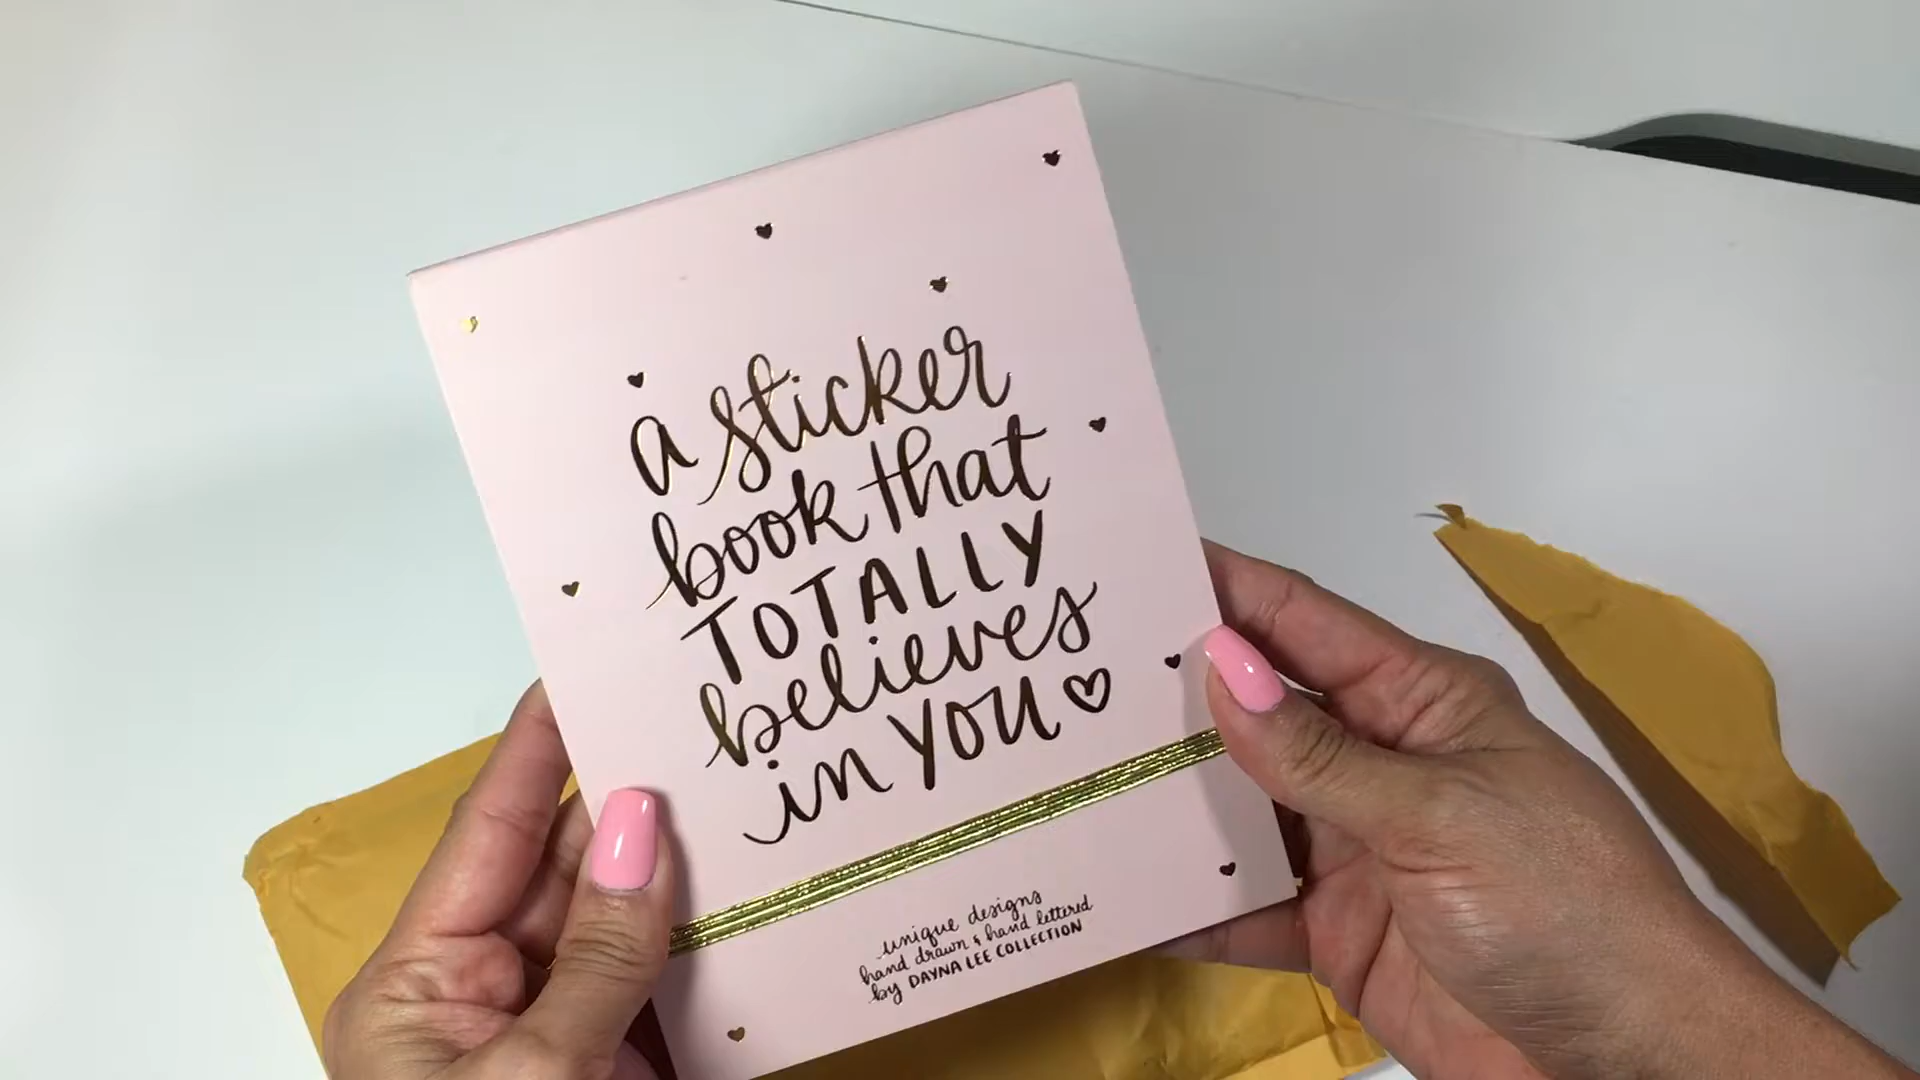 a sticker
book that
TOTALLY
believes
in YOU
unique designs
hand drawn & hand lettered
by DAYNA LEE COLLECTION